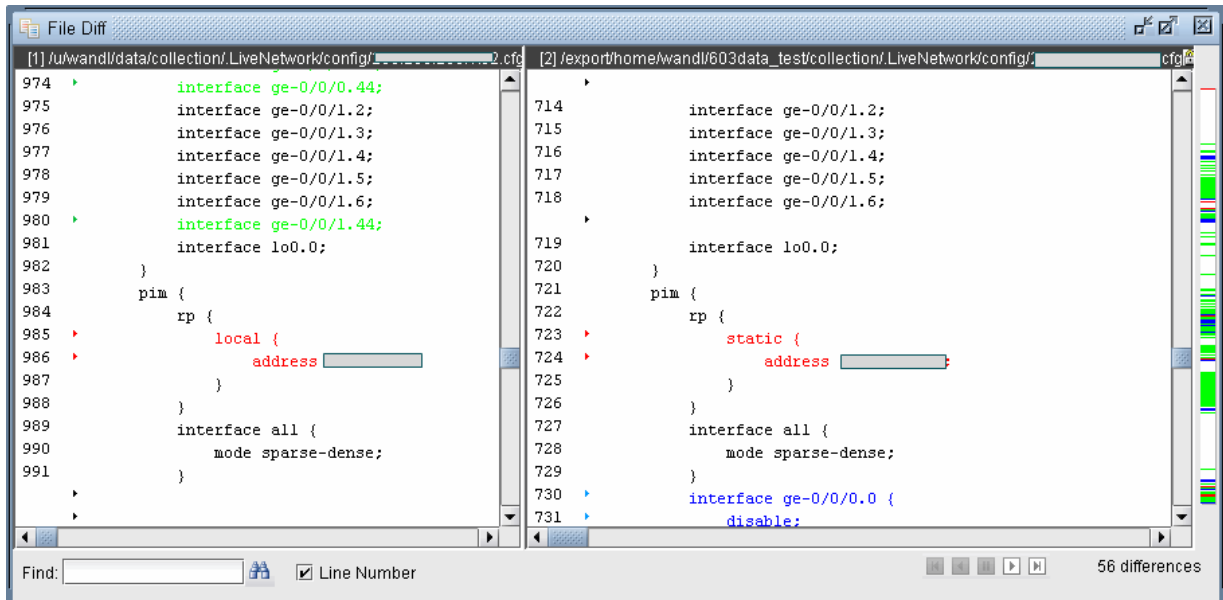 File Diff
[1] /u/wandl/data/collection/.LiveNetwork/config/ 2.cfg
[2] /export/home/wandl/603data_test/collection/.LiveNetwork/config/ cfg
974 interface ge-0/0/0.44;
975 interface ge-0/0/1.2;
976 interface ge-0/0/1.3;
977 interface ge-0/0/1.4;
978 interface ge-0/0/1.5;
979 interface ge-0/0/1.6;
980 interface ge-0/0/1.44;
981 interface lo0.0;
982 }
983 pim {
984 rp {
985 local {
986 address
987 }
988 }
989 interface all {
990 mode sparse-dense;
991 }
714 interface ge-0/0/1.2;
715 interface ge-0/0/1.3;
716 interface ge-0/0/1.4;
717 interface ge-0/0/1.5;
718 interface ge-0/0/1.6;
719 interface lo0.0;
720 }
721 pim {
722 rp {
723 static {
724 address ;
725 }
726 }
727 interface all {
728 mode sparse-dense;
729 }
730 interface ge-0/0/0.0 {
731 disable;
Find:
Line Number
56 differences